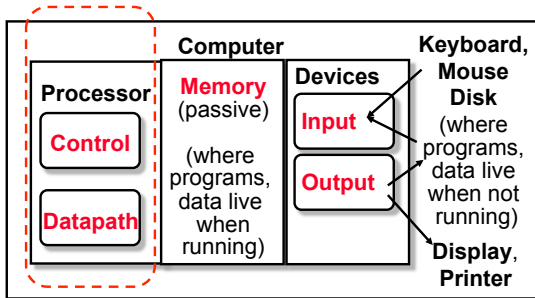 Computer
Processor
Control
Datapath
Memory
(passive)
(where
programs,
data live
when
running)
Devices
Input
Output
Keyboard,
Mouse
Disk
(where
programs,
data live
when not
running)
Display,
Printer